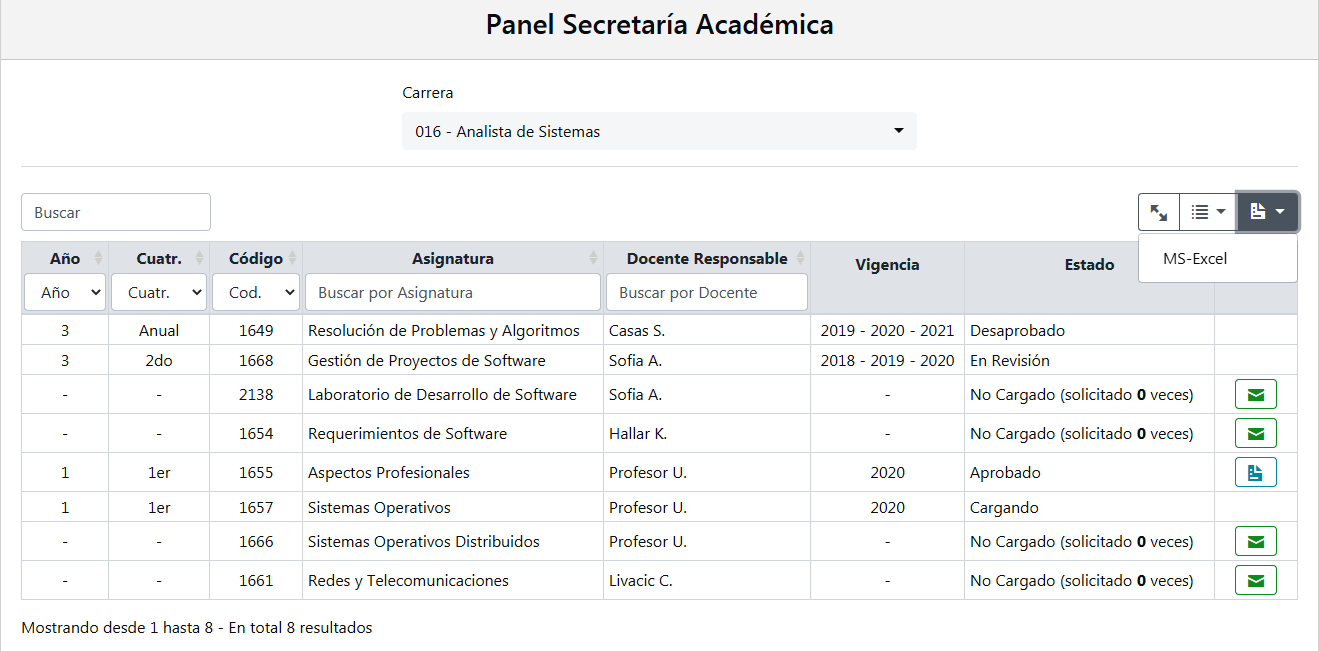 Panel Secretaría Académica
Carrera
016 - Analista de Sistemas
Buscar
MS-Excel
Año Cuatr. Código Asignatura Docente Responsable Vigencia Estado
Año Cuatr. Cod. Buscar por Asignatura Buscar por Docente
3 Anual 1649 Resolución de Problemas y Algoritmos Casas S. 2019 - 2020 - 2021 Desaprobado
3 2do 1668 Gestión de Proyectos de Software Sofia A. 2018 - 2019 - 2020 En Revisión
- - 2138 Laboratorio de Desarrollo de Software Sofia A. - No Cargado (solicitado 0 veces)
- - 1654 Requerimientos de Software Hallar K. - No Cargado (solicitado 0 veces)
1 1er 1655 Aspectos Profesionales Profesor U. 2020 Aprobado
1 1er 1657 Sistemas Operativos Profesor U. 2020 Cargando
- - 1666 Sistemas Operativos Distribuidos Profesor U. - No Cargado (solicitado 0 veces)
- - 1661 Redes y Telecomunicaciones Livacic C. - No Cargado (solicitado 0 veces)
Mostrando desde 1 hasta 8 - En total 8 resultados